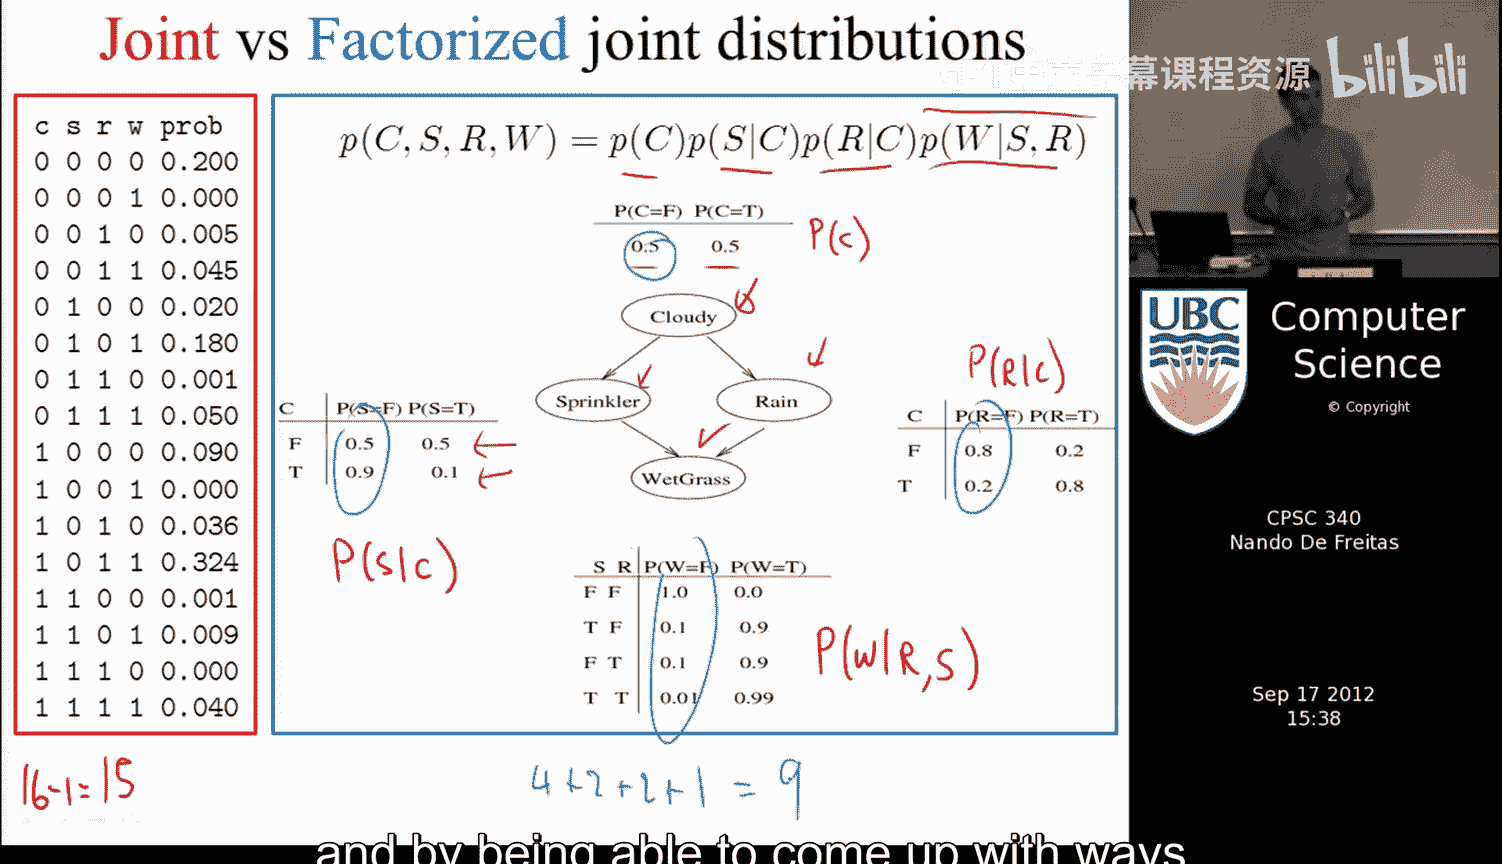 Joint vs Factorized joint distributions
幕课程资源 bilibili
c s r w prob
0 0 0 0 0.200
0 0 0 1 0.000
0 0 1 0 0.005
0 0 1 1 0.045
0 1 0 0 0.020
0 1 0 1 0.180
0 1 1 0 0.001
0 1 1 1 0.050
1 0 0 0 0.090
1 0 0 1 0.000
1 0 1 0 0.036
1 0 1 1 0.324
1 1 0 0 0.001
1 1 0 1 0.009
1 1 1 0 0.000
1 1 1 1 0.040
16-1=15
p(C, S, R, W) = p(C)p(S|C)p(R|C)p(W|S, R)
P(C=F) P(C=T)
0.5 0.5
P(C)
Cloudy
Sprinkler
Rain
WetGrass
C P(S=F) P(S=T)
F 0.5 0.5
T 0.9 0.1
P(S|C)
P(R|C)
C P(R=F) P(R=T)
F 0.8 0.2
T 0.2 0.8
S R P(W=F) P(W=T)
F F 1.0 0.0
T F 0.1 0.9
F T 0.1 0.9
T T 0.01 0.99
P(W|R,S)
4+2+2+1 = 9
UBC
Computer
Science
© Copyright
CPSC 340
Nando De Freitas
Sep 17 2012
15:38
and by being able to come up with ways